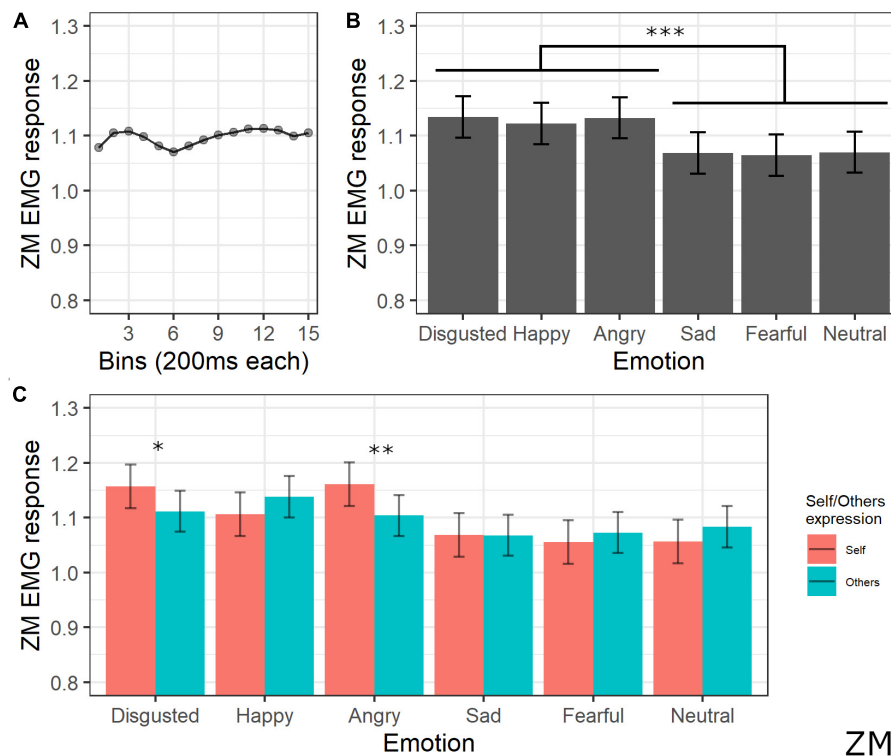 A
ZM EMG response
1.3
1.2
1.1
1.0
0.9
0.8
3 6 9 12 15
Bins (200ms each)
B
ZM EMG response
1.3
1.2
1.1
1.0
0.9
0.8
***
Disgusted Happy Angry Sad Fearful Neutral
Emotion
C
ZM EMG response
1.3
1.2
1.1
1.0
0.9
0.8
* **
Disgusted Happy Angry Sad Fearful Neutral
Emotion
Self/Others
expression
Self
Others
ZM